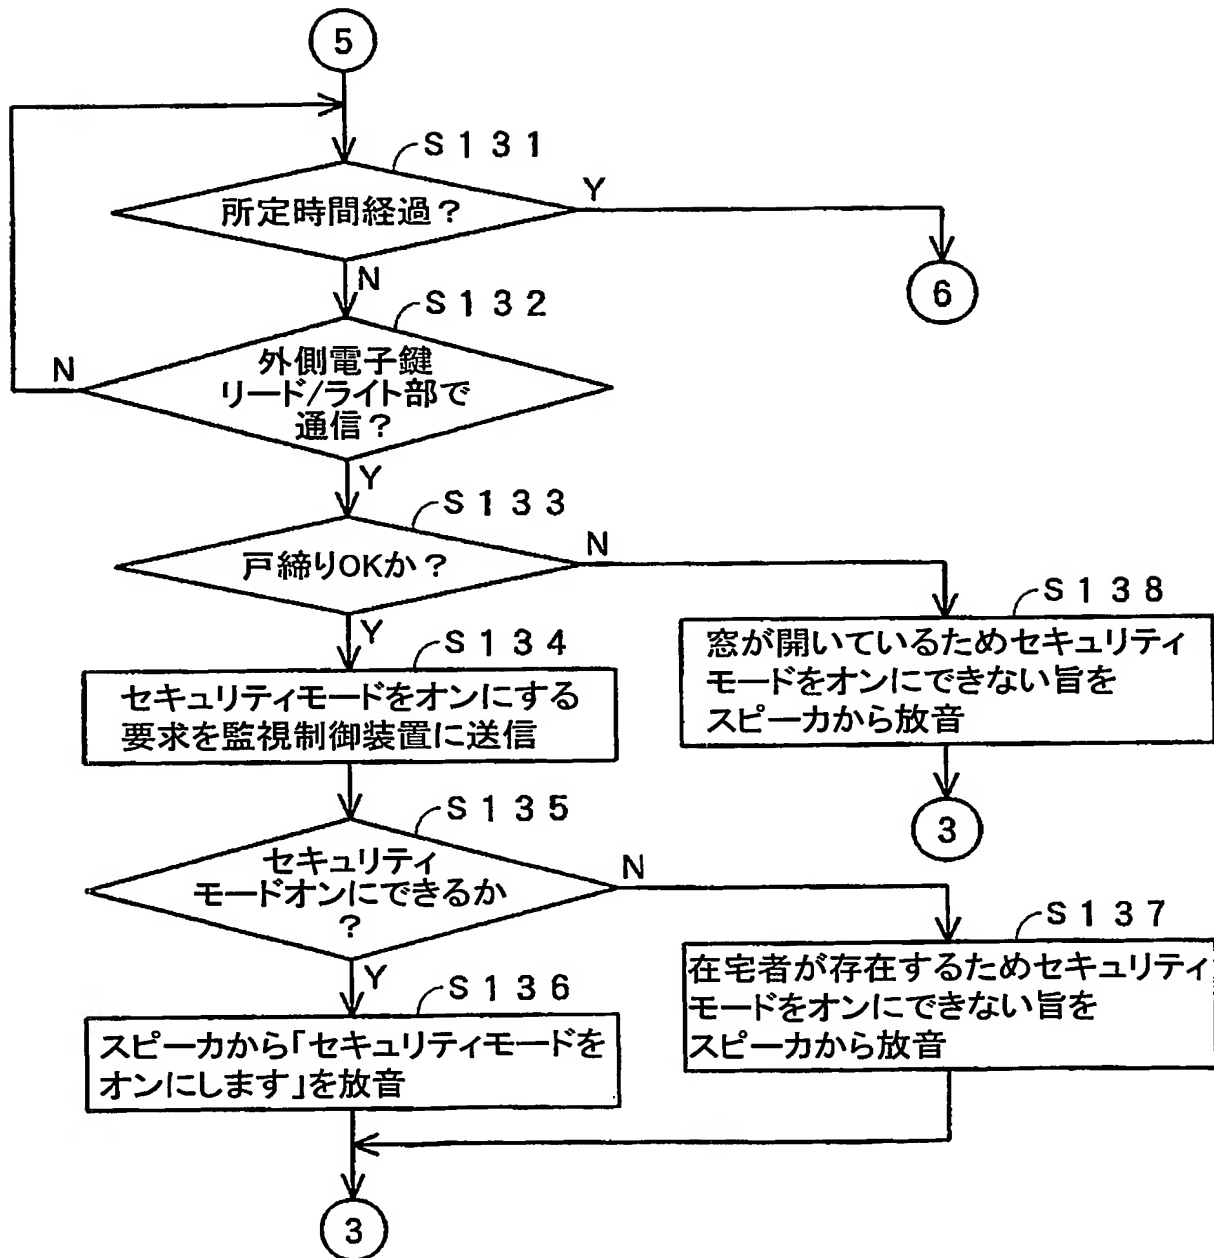 5
S131
所定時間経過?
Y
6
N
S132
外側電子鍵
リード/ライト部で
通信?
N
Y
S133
戸締りOKか?
N
S138
窓が開いているためセキュリティ
モードをオンにできない旨を
スピーカから放音
3
Y
S134
セキュリティモードをオンにする
要求を監視制御装置に送信
S135
セキュリティ
モードオンにできるか
?
N
S137
在宅者が存在するためセキュリティ
モードをオンにできない旨を
スピーカから放音
Y
S136
スピーカから「セキュリティモードを
オンにします」を放音
3